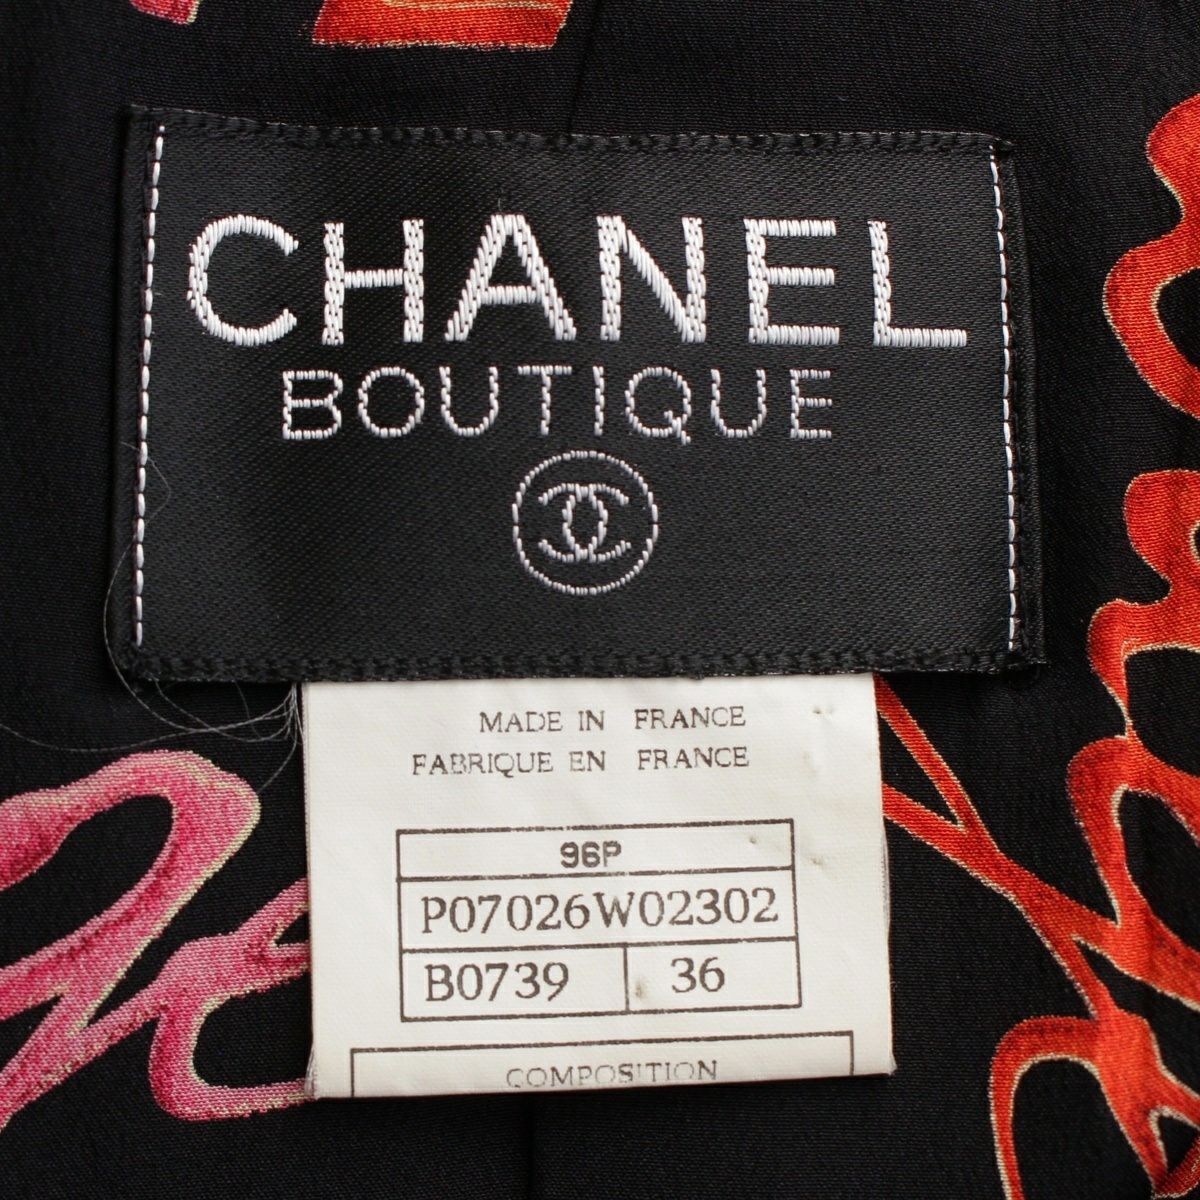 CHANEL
BOUTIQUE
MADE IN FRANCE
FABRIQUE EN FRANCE
96P
P07026W02302
B0739 36
COMPOSITION